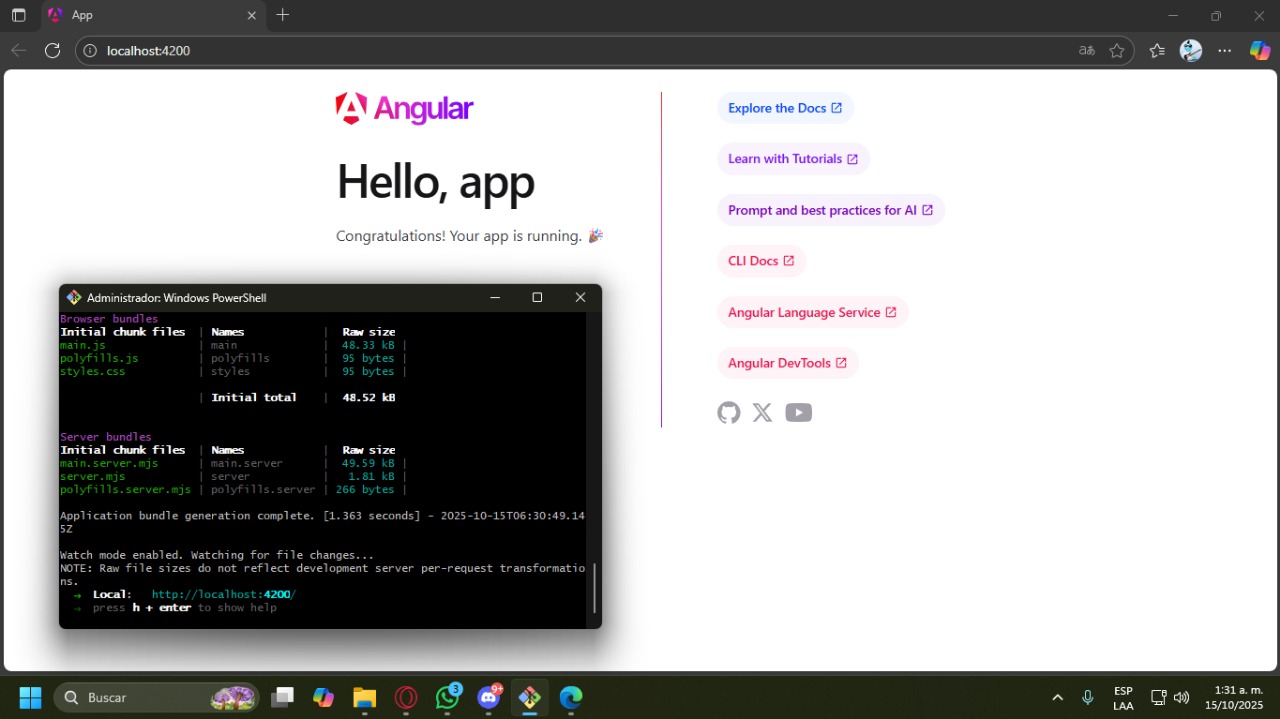 App
localhost:4200
Angular
Hello, app
Congratulations! Your app is running. 🎉
Explore the Docs
Learn with Tutorials
Prompt and best practices for AI
CLI Docs
Angular Language Service
Angular DevTools
Administrador: Windows PowerShell
Browser bundles
Initial chunk files | Names | Raw size
main.js | main | 48.33 kB |
polyfills.js | polyfills | 95 bytes |
styles.css | styles | 95 bytes |
| Initial total | 48.52 kB
Server bundles
Initial chunk files | Names | Raw size
main.server.mjs | main.server | 49.59 kB |
server.mjs | server | 1.81 kB |
polyfills.server.mjs | polyfills.server | 266 bytes |
Application bundle generation complete. [1.363 seconds] - 2025-10-15T06:30:49.14
5Z
Watch mode enabled. Watching for file changes...
NOTE: Raw file sizes do not reflect development server per-request transformatio
ns.
➜ Local: http://localhost:4200/
➜ press h + enter to show help
Buscar
3
9+
ESP
LAA
1:31 a. m.
15/10/2025